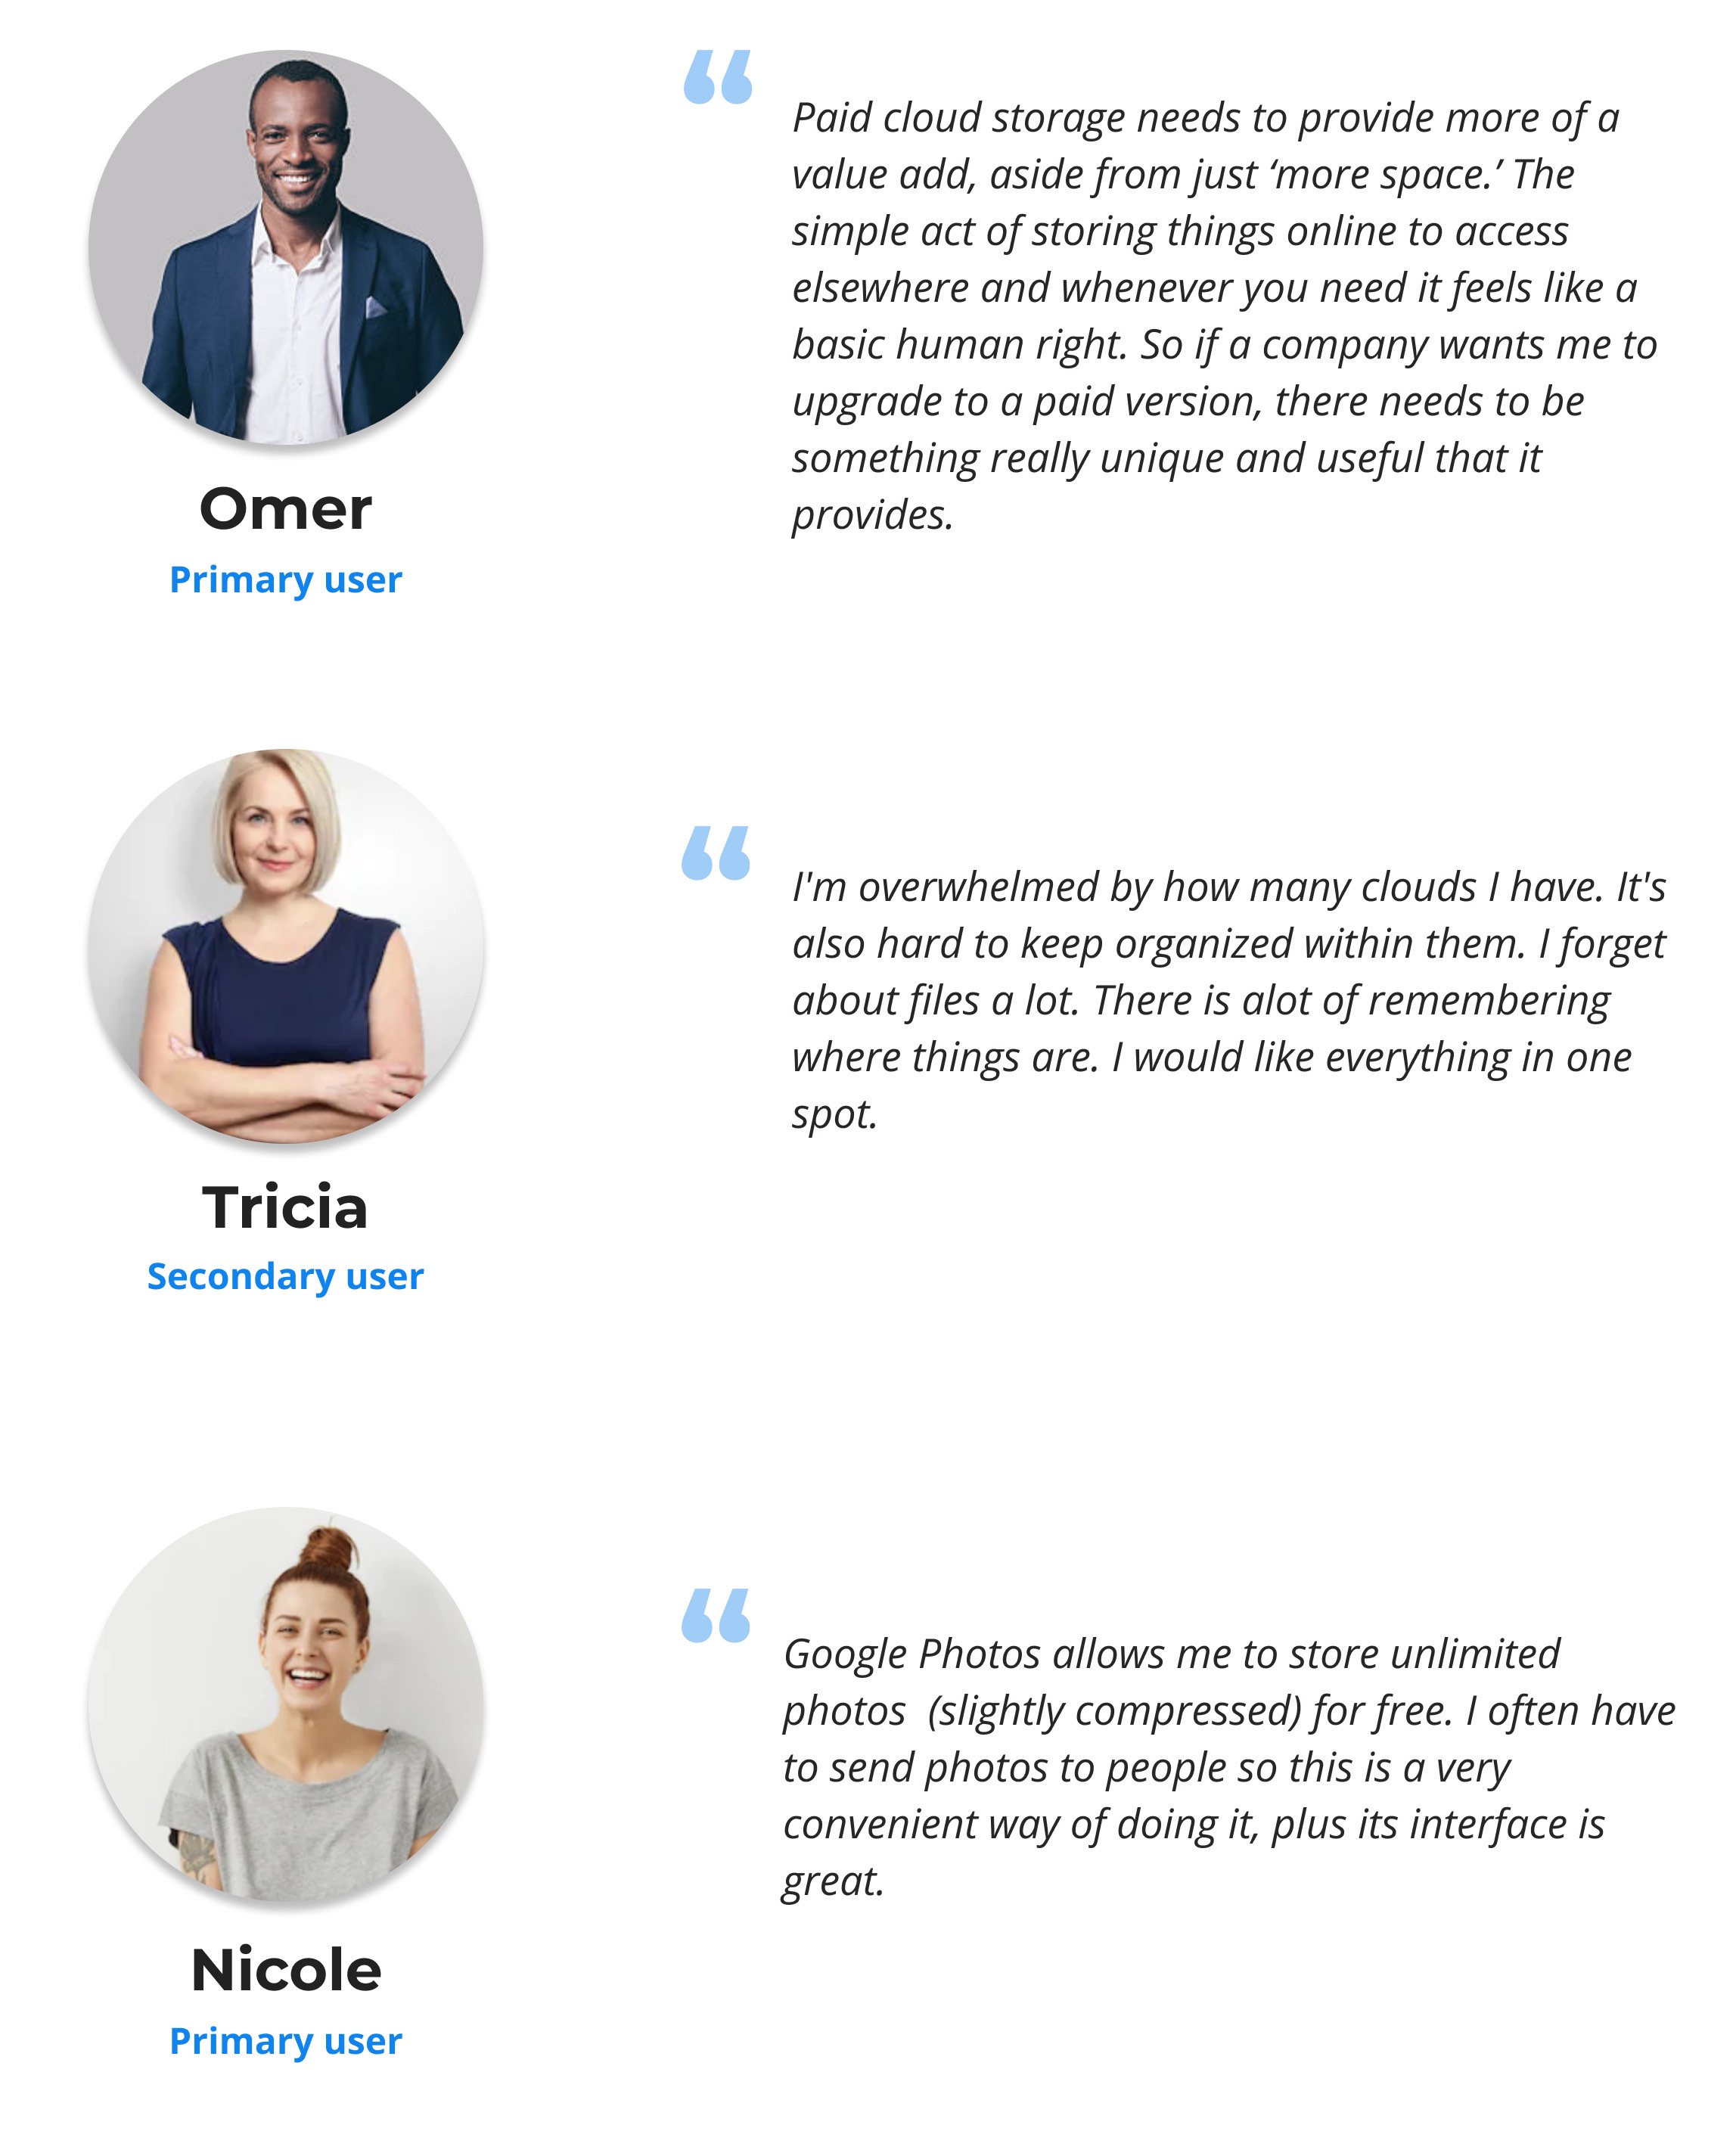 “
Paid cloud storage needs to provide more of a
value add, aside from just ‘more space.’ The
simple act of storing things online to access
elsewhere and whenever you need it feels like a
basic human right. So if a company wants me to
upgrade to a paid version, there needs to be
something really unique and useful that it
provides.
Omer
Primary user
“
I'm overwhelmed by how many clouds I have. It's
also hard to keep organized within them. I forget
about files a lot. There is alot of remembering
where things are. I would like everything in one
spot.
Tricia
Secondary user
“
Google Photos allows me to store unlimited
photos  (slightly compressed) for free. I often have
to send photos to people so this is a very
convenient way of doing it, plus its interface is
great.
Nicole
Primary user